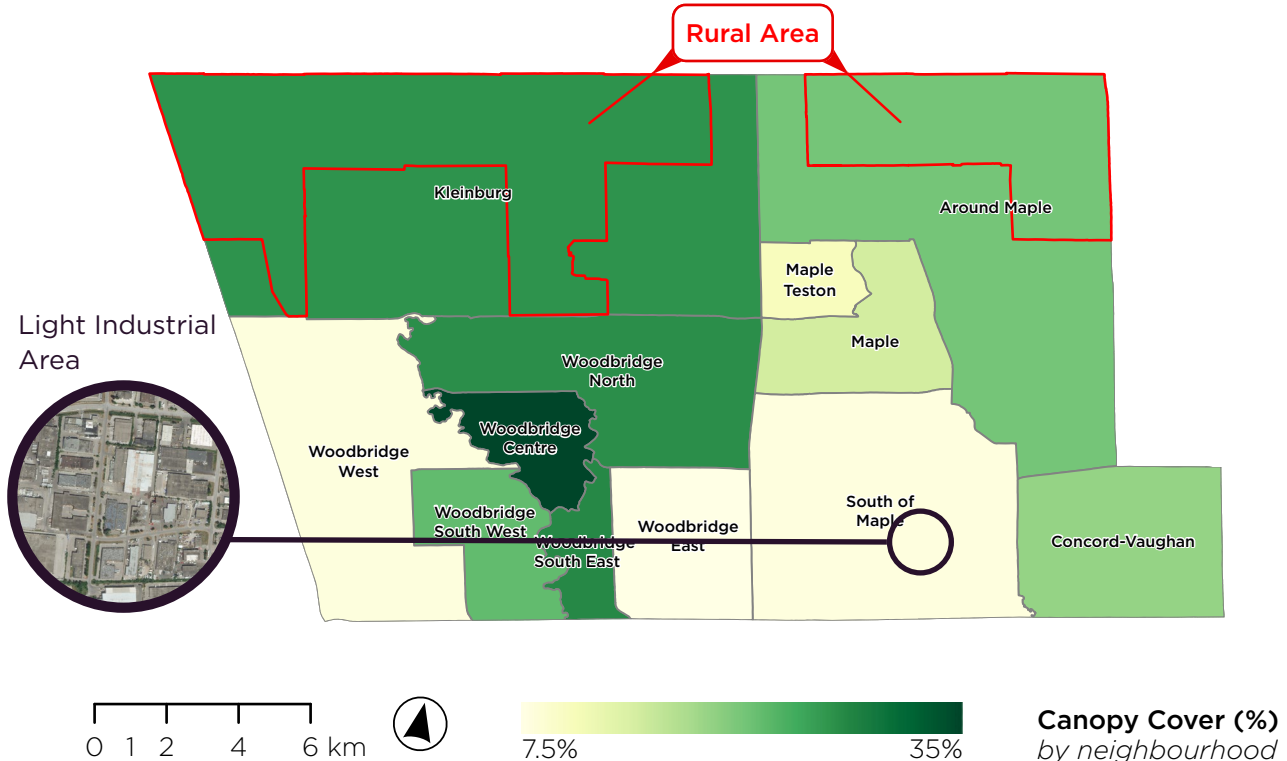 Rural Area
Kleinburg
Around Maple
Maple
Teston
Light Industrial
Area
Maple
Woodbridge
North
Woodbridge
Centre
Woodbridge
West
South of
Maple
Woodbridge
South West
Woodbridge
East
Woodbridge
South East
Concord-Vaughan
0 1 2 4 6 km
7.5% 35%
Canopy Cover (%)
by neighbourhood